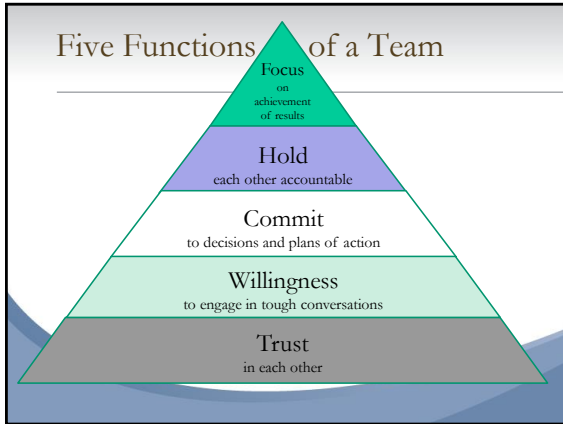 Five Functions of a Team
Focus
on
achievement
of results
Hold
each other accountable
Commit
to decisions and plans of action
Willingness
to engage in tough conversations
Trust
in each other